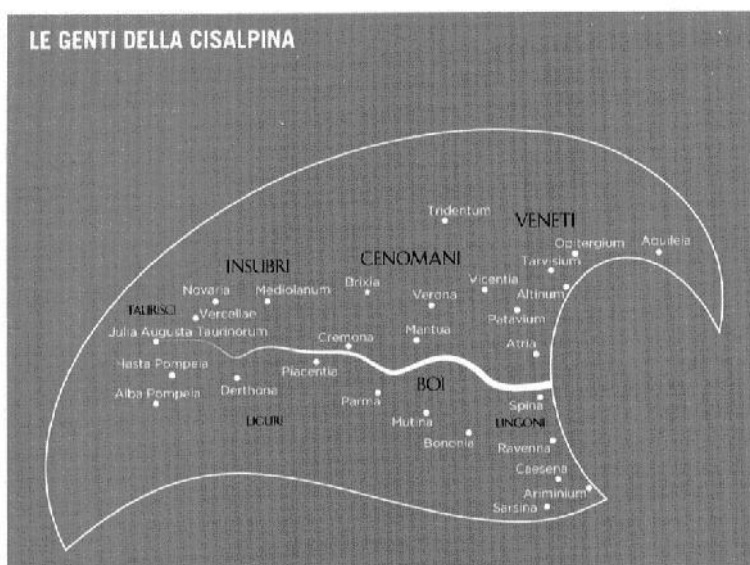 LE GENTI DELLA CISALPINA
Tridentum
VENETI
Opitergium
Aquileia
Tarvisium
CENOMANI
INSUBRI
Brixia
Vicentia
Altinum
Novaria
Mediolanum
Verona
TAURISCI
Vercellae
Patavium
Julia Augusta Taurinorum
Cremona
Mantua
Atria
Hasta Pompeia
Piacentia
BOI
Alba Pompeia
Derthona
Parma
Spina
LIGURI
Mutina
LINGONI
Bononia
Ravenna
Caesena
Ariminium
Sarsina